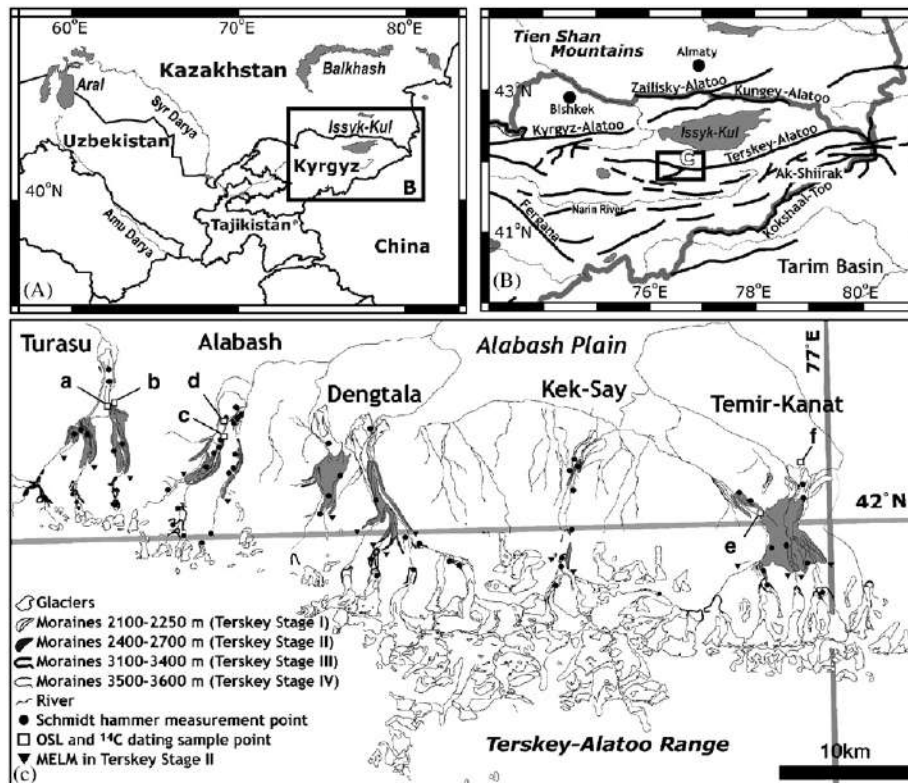 60°E
70°E
80°E
Kazakhstan
Balkhash
Aral
Syr Darya
Issyk-Kul
Uzbekistan
Kyrgyz
B
40°N
Amu Darya
Tajikistan
China
(A)
Tien Shan
Mountains
Almaty
43°N
Zailisky-Alatoo
Kungey-Alatoo
Bishkek
Kyrgyz-Alatoo
Issyk-Kul
Terskey-Alatoo
C
Ak-Shiirak
Narin River
Kokshaal-Too
Fergana
41°N
Tarim Basin
76°E
78°E
80°E
(B)
Turasu
Alabash
Alabash Plain
77°E
a
b
d
c
Dengtala
Kek-Say
Temir-Kanat
f
42°N
e
Glaciers
Moraines 2100-2250 m (Terskey Stage I)
Moraines 2400-2700 m (Terskey Stage II)
Moraines 3100-3400 m (Terskey Stage III)
Moraines 3500-3600 m (Terskey Stage IV)
River
Schmidt hammer measurement point
OSL and ¹⁴C dating sample point
MELM in Terskey Stage II
Terskey-Alatoo Range
10km
(c)